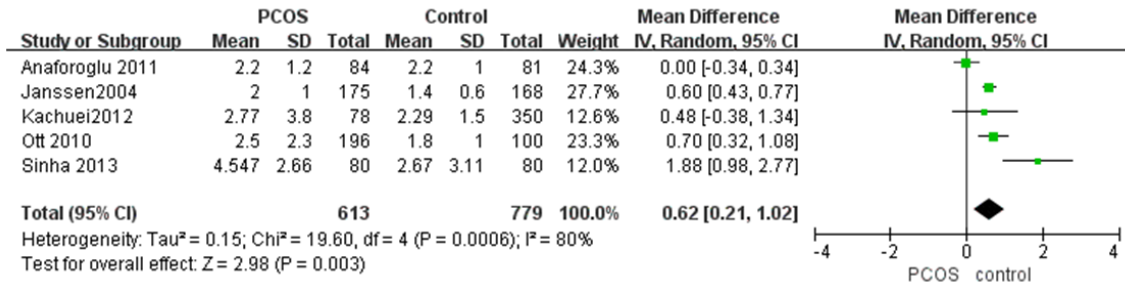 PCOS Control Mean Difference Mean Difference
Study or Subgroup Mean SD Total Mean SD Total Weight IV, Random, 95% CI IV, Random, 95% CI
Anaforoglu 2011 2.2 1.2 84 2.2 1 81 24.3% 0.00 [-0.34, 0.34]
Janssen2004 2 1 175 1.4 0.6 168 27.7% 0.60 [0.43, 0.77]
Kachuei2012 2.77 3.8 78 2.29 1.5 350 12.6% 0.48 [-0.38, 1.34]
Ott 2010 2.5 2.3 196 1.8 1 100 23.3% 0.70 [0.32, 1.08]
Sinha 2013 4.547 2.66 80 2.67 3.11 80 12.0% 1.88 [0.98, 2.77]
Total (95% CI) 613 779 100.0% 0.62 [0.21, 1.02]
Heterogeneity: Tau² = 0.15; Chi² = 19.60, df = 4 (P = 0.0006); I² = 80%
Test for overall effect: Z = 2.98 (P = 0.003)
-4 -2 0 2 4
PCOS control